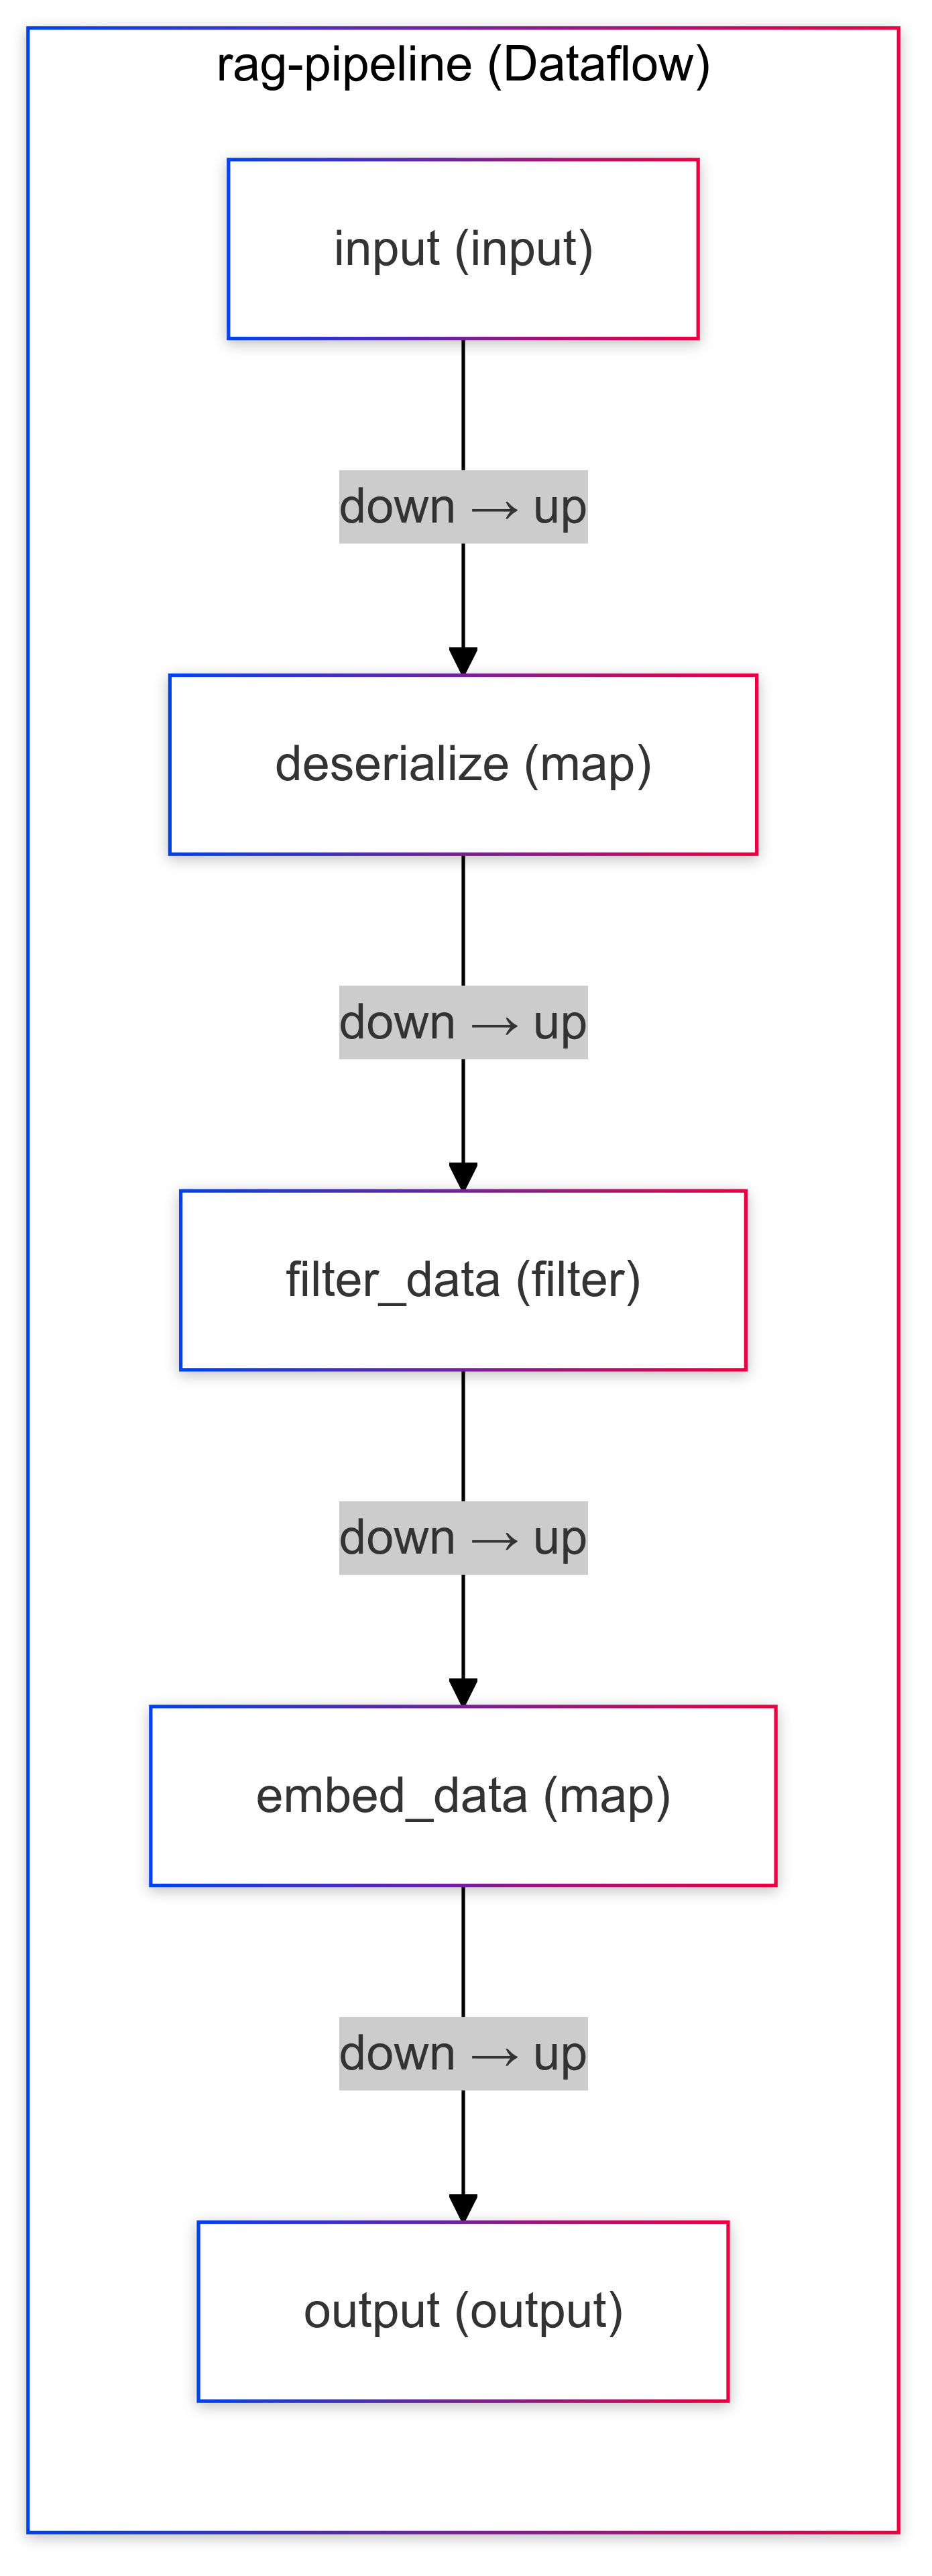 rag-pipeline (Dataflow)
input (input)
down → up
deserialize (map)
down → up
filter_data (filter)
down → up
embed_data (map)
down → up
output (output)